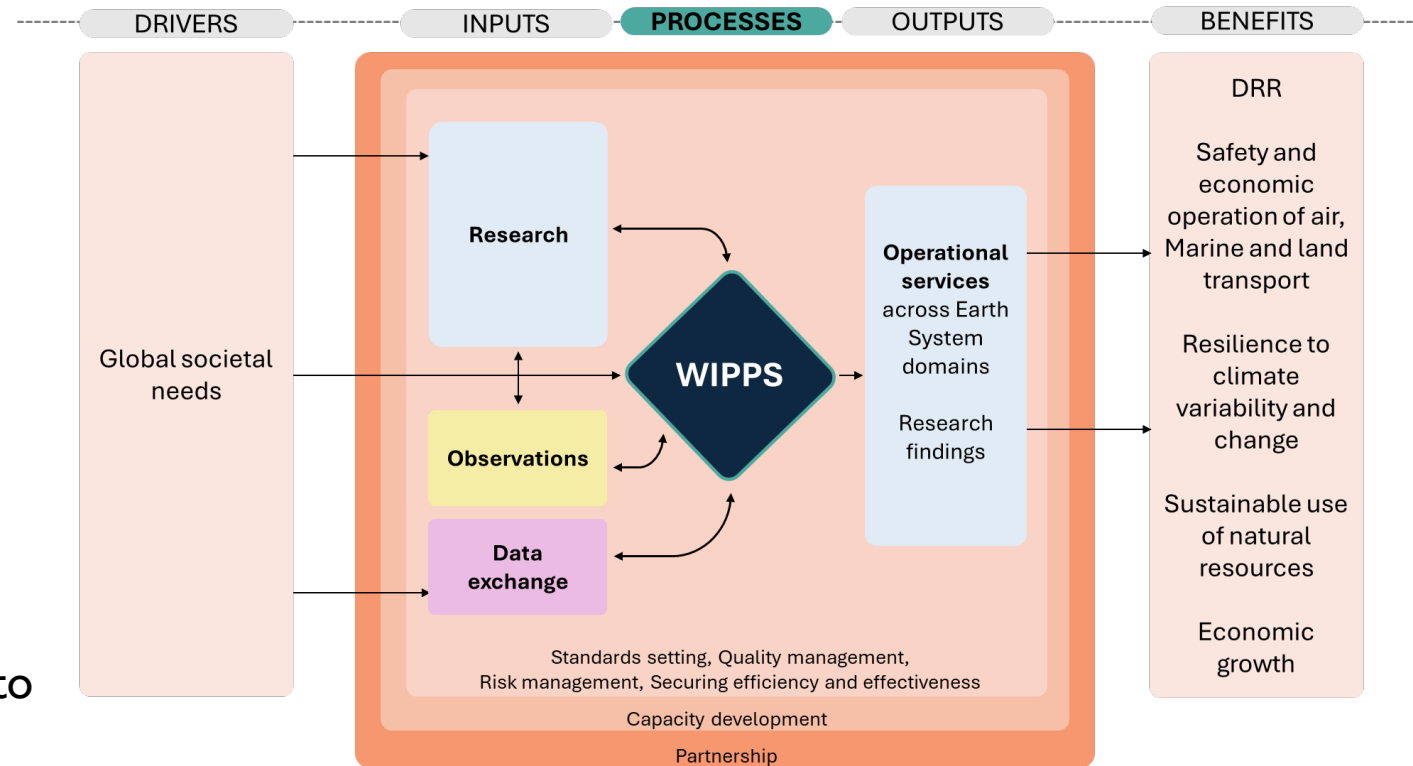 DRIVERS
INPUTS
PROCESSES
OUTPUTS
BENEFITS
Global societal
needs
Research
Observations
Data
exchange
WIPPS
Operational
services
across Earth
System
domains
Research
findings
DRR
Safety and
economic
operation of air,
Marine and land
transport
Resilience to
climate
variability and
change
Sustainable use
of natural
resources
Economic
growth
Standards setting, Quality management,
Risk management, Securing efficiency and effectiveness
Capacity development
Partnership
to